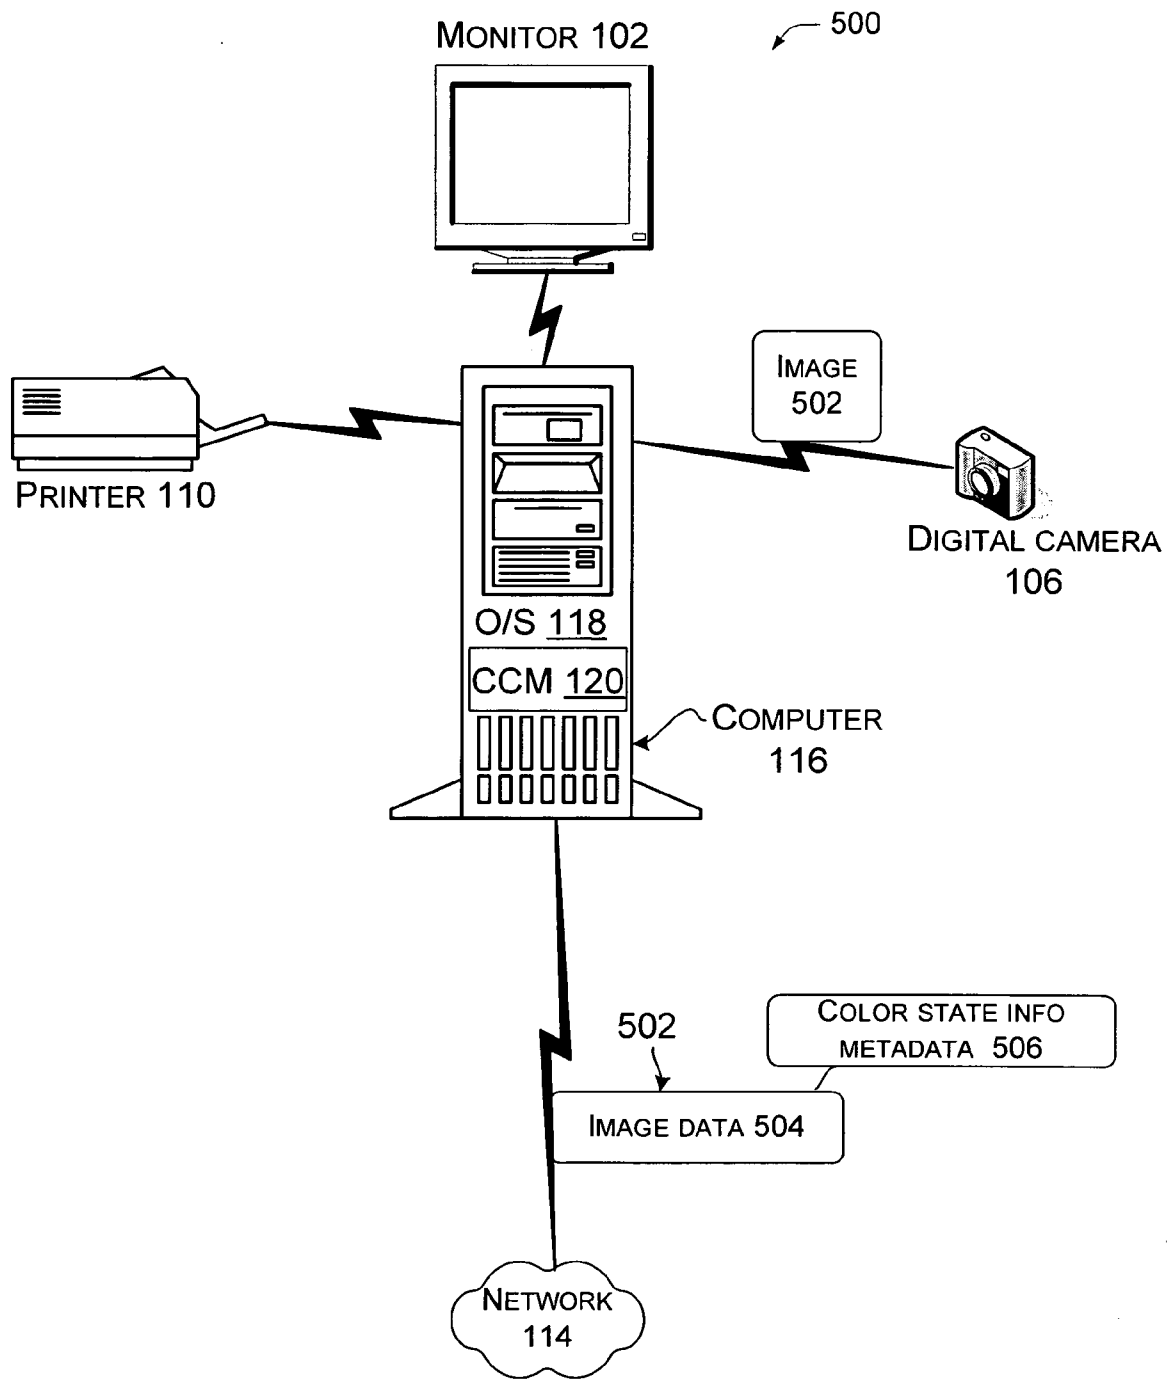 MONITOR 102
500
IMAGE
502
PRINTER 110
DIGITAL CAMERA
106
O/S 118
CCM 120
COMPUTER
116
COLOR STATE INFO
METADATA 506
502
IMAGE DATA 504
NETWORK
114